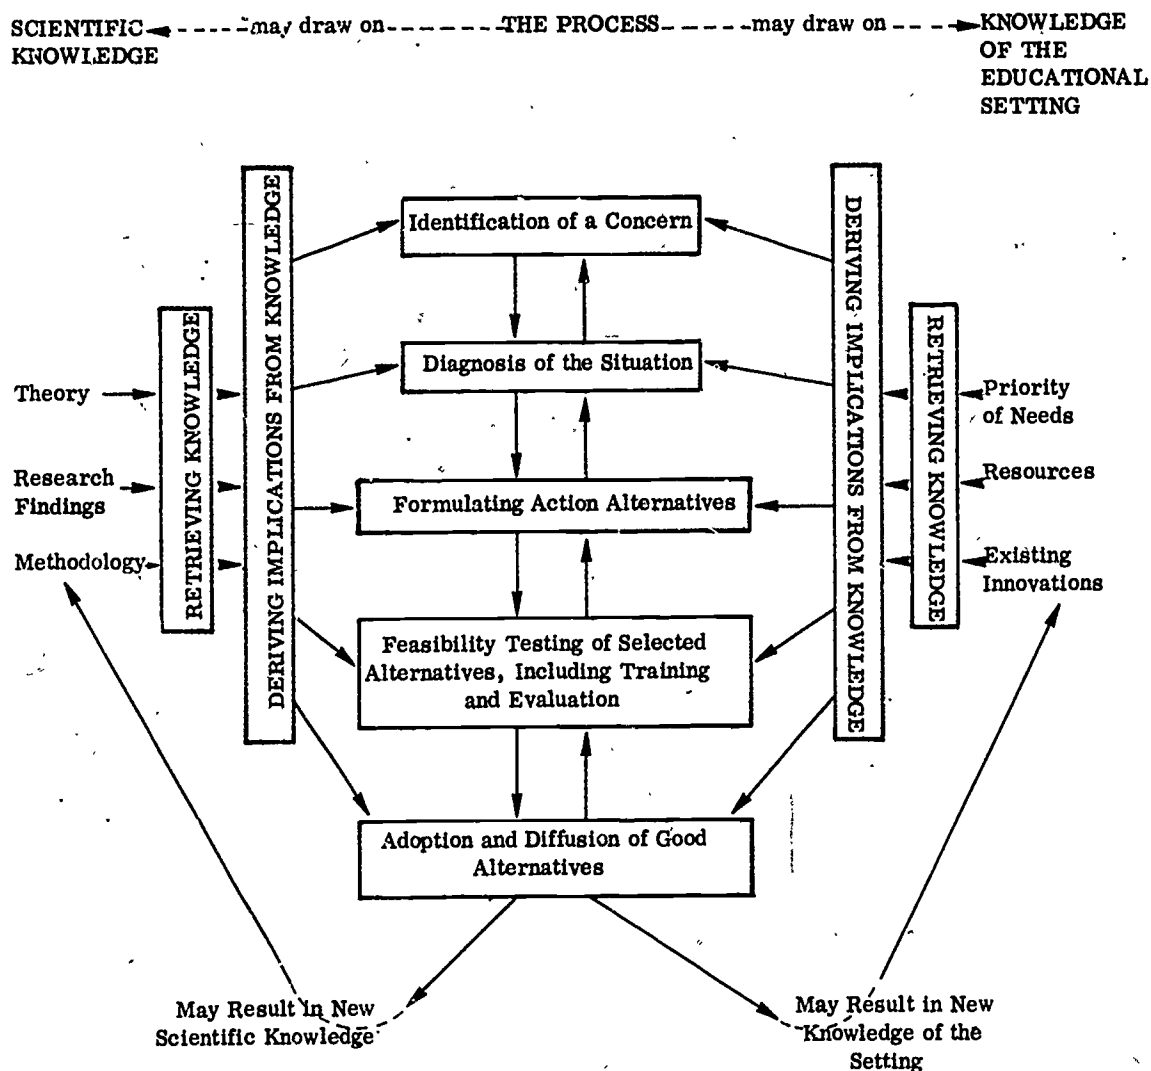 SCIENTIFIC may draw on THE PROCESS may draw on KNOWLEDGE
KNOWLEDGE OF THE
EDUCATIONAL
SETTING
RETRIEVING KNOWLEDGE
DERIVING IMPLICATIONS FROM KNOWLEDGE
Theory
Research
Findings
Methodology
Identification of a Concern
Diagnosis of the Situation
Formulating Action Alternatives
Feasibility Testing of Selected
Alternatives, Including Training
and Evaluation
Adoption and Diffusion of Good
Alternatives
DERIVING IMPLICATIONS FROM KNOWLEDGE
RETRIEVING KNOWLEDGE
Priority
of Needs
Resources
Existing
Innovations
May Result in New
Scientific Knowledge
May Result in New
Knowledge of the
Setting